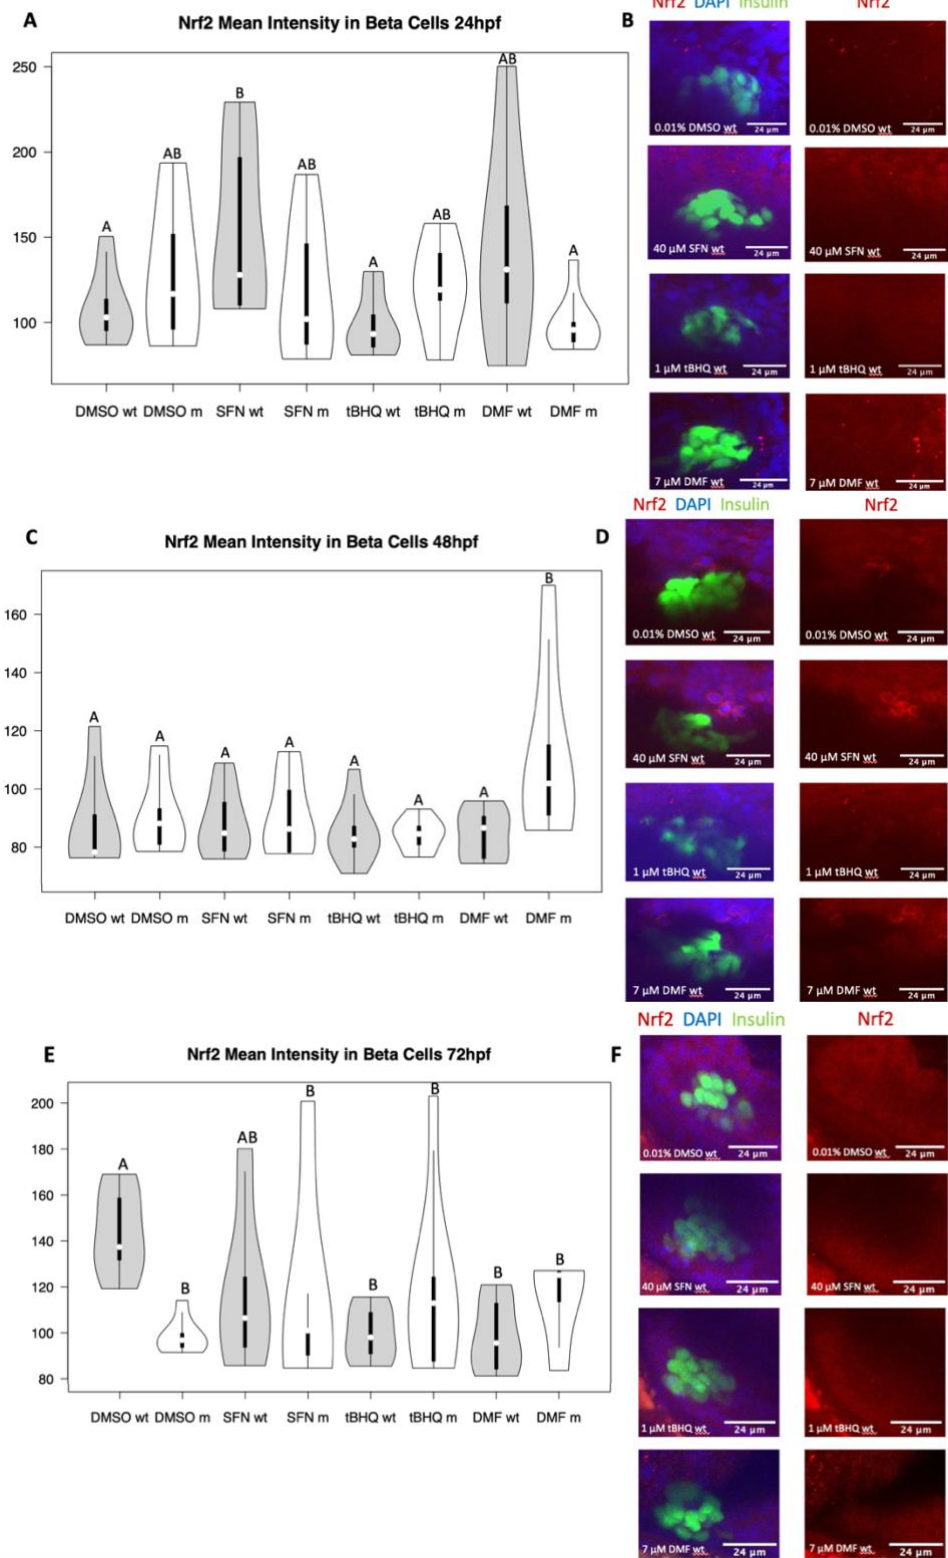 A
Nrf2 Mean Intensity in Beta Cells 24hpf
250
200
150
100
A
AB
B
AB
A
AB
AB
A
DMSO wt DMSO m SFN wt SFN m tBHQ wt tBHQ m DMF wt DMF m
B
Nrf2 DAPI Insulin
Nrf2
0.01% DMSO wt 24 µm
0.01% DMSO wt 24 µm
40 µM SFN wt 24 µm
40 µM SFN wt 24 µm
1 µM tBHQ wt 24 µm
1 µM tBHQ wt 24 µm
7 µM DMF wt 24 µm
7 µM DMF wt 24 µm
C
Nrf2 Mean Intensity in Beta Cells 48hpf
160
140
120
100
80
A
A
A
A
A
A
A
B
DMSO wt DMSO m SFN wt SFN m tBHQ wt tBHQ m DMF wt DMF m
D
Nrf2 DAPI Insulin
Nrf2
0.01% DMSO wt 24 µm
0.01% DMSO wt 24 µm
40 µM SFN wt 24 µm
40 µM SFN wt 24 µm
1 µM tBHQ wt 24 µm
1 µM tBHQ wt 24 µm
7 µM DMF wt 24 µm
7 µM DMF wt 24 µm
E
Nrf2 Mean Intensity in Beta Cells 72hpf
200
180
160
140
120
100
80
A
B
AB
B
B
B
B
B
DMSO wt DMSO m SFN wt SFN m tBHQ wt tBHQ m DMF wt DMF m
F
Nrf2 DAPI Insulin
Nrf2
0.01% DMSO wt 24 µm
0.01% DMSO wt 24 µm
40 µM SFN wt 24 µm
40 µM SFN wt 24 µm
1 µM tBHQ wt 24 µm
1 µM tBHQ wt 24 µm
7 µM DMF wt 24 µm
7 µM DMF wt 24 µm